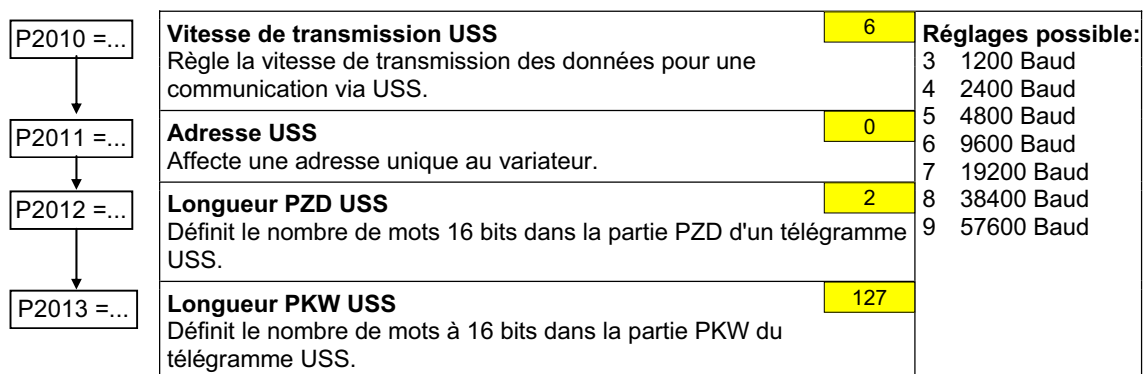 P2010 =...
Vitesse de transmission USS
6
Règle la vitesse de transmission des données pour une
communication via USS.
P2011 =...
Adresse USS
0
Affecte une adresse unique au variateur.
P2012 =...
Longueur PZD USS
2
Définit le nombre de mots 16 bits dans la partie PZD d'un télégramme
USS.
P2013 =...
Longueur PKW USS
127
Définit le nombre de mots à 16 bits dans la partie PKW du
télégramme USS.
Réglages possible:
3 1200 Baud
4 2400 Baud
5 4800 Baud
6 9600 Baud
7 19200 Baud
8 38400 Baud
9 57600 Baud